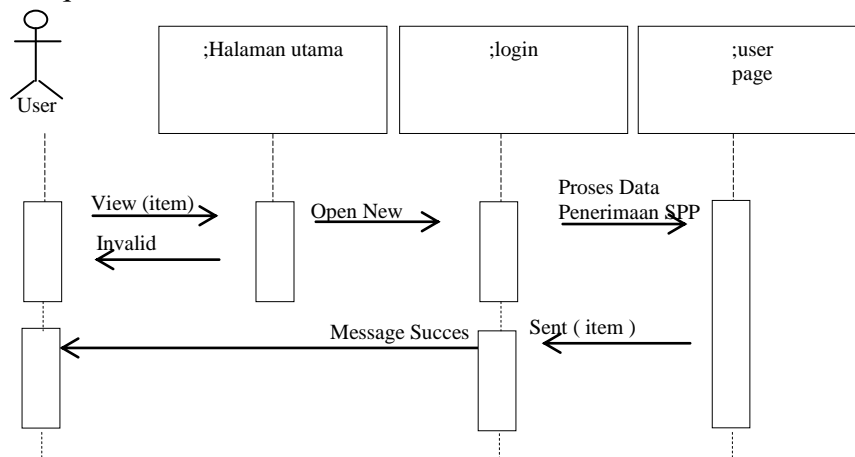 ;Halaman utama
;login
;user
page
User
View (item)
Open New
Proses Data
Penerimaan SPP
Invalid
Message Succes
Sent ( item )